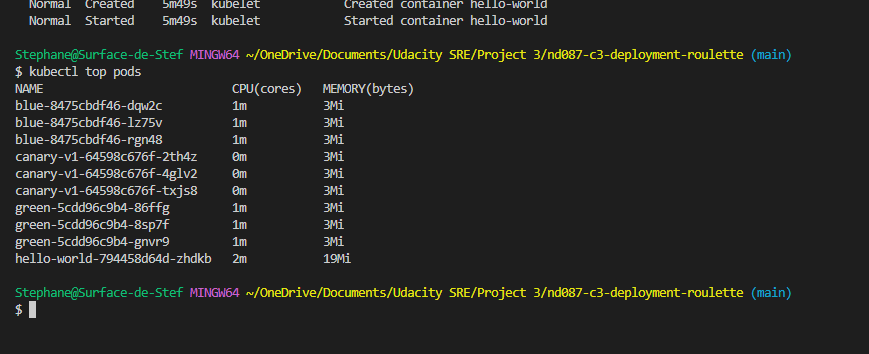 Normal  Created    5m49s  kubelet            Created container hello-world
Normal  Started    5m49s  kubelet            Started container hello-world
Stephane@Surface-de-Stef MINGW64 ~/OneDrive/Documents/Udacity SRE/Project 3/nd087-c3-deployment-roulette (main)
$ kubectl top pods
NAME                           CPU(cores)   MEMORY(bytes)
blue-8475cbdf46-dqw2c          1m           3Mi
blue-8475cbdf46-lz75v          1m           3Mi
blue-8475cbdf46-rgn48          1m           3Mi
canary-v1-64598c676f-2th4z     0m           3Mi
canary-v1-64598c676f-4glv2     0m           3Mi
canary-v1-64598c676f-txjs8     0m           3Mi
green-5cdd96c9b4-86ffg         1m           3Mi
green-5cdd96c9b4-8sp7f         1m           3Mi
green-5cdd96c9b4-gnvr9         1m           3Mi
hello-world-794458d64d-zhdkb   2m           19Mi
Stephane@Surface-de-Stef MINGW64 ~/OneDrive/Documents/Udacity SRE/Project 3/nd087-c3-deployment-roulette (main)
$